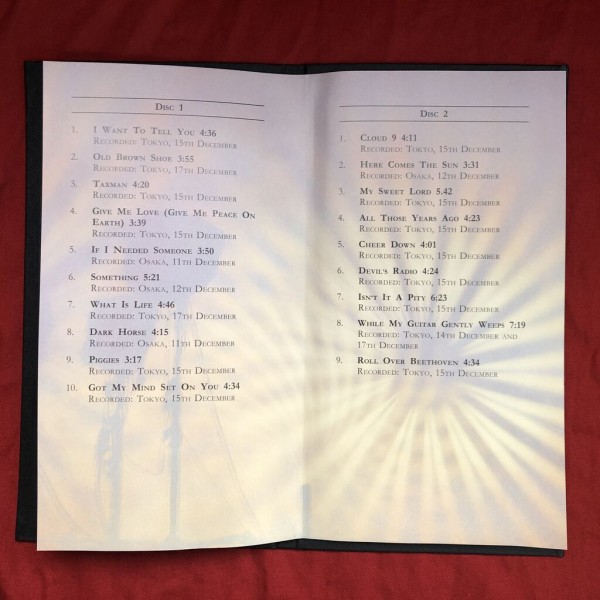 Disc 1
1. I Want To Tell You 4:36
Recorded: Tokyo, 15th December
2. Old Brown Shoe 3:55
Recorded: Tokyo, 17th December
3. Taxman 4:20
Recorded: Tokyo, 15th December
4. Give Me Love (Give Me Peace On
Earth) 3:39
Recorded: Tokyo, 15th December
5. If I Needed Someone 3:50
Recorded: Osaka, 11th December
6. Something 5:21
Recorded: Osaka, 12th December
7. What Is Life 4:46
Recorded: Tokyo, 17th December
8. Dark Horse 4:15
Recorded: Osaka, 11th December
9. Piggies 3:17
Recorded: Tokyo, 15th December
10. Got My Mind Set On You 4:34
Recorded: Tokyo, 15th December
Disc 2
1. Cloud 9 4:11
Recorded: Tokyo, 15th December
2. Here Comes The Sun 3:31
Recorded: Osaka, 12th December
3. My Sweet Lord 5.42
Recorded: Tokyo, 15th December
4. All Those Years Ago 4:23
Recorded: Tokyo, 15th December
5. Cheer Down 4:01
Recorded: Tokyo, 15th December
6. Devil's Radio 4:24
Recorded: Tokyo, 15th December
7. Isn't It A Pity 6:23
Recorded: Tokyo, 15th December
8. While My Guitar Gently Weeps 7:19
Recorded: Tokyo, 14th December and
17th December
9. Roll Over Beethoven 4:34
Recorded: Tokyo, 15th December